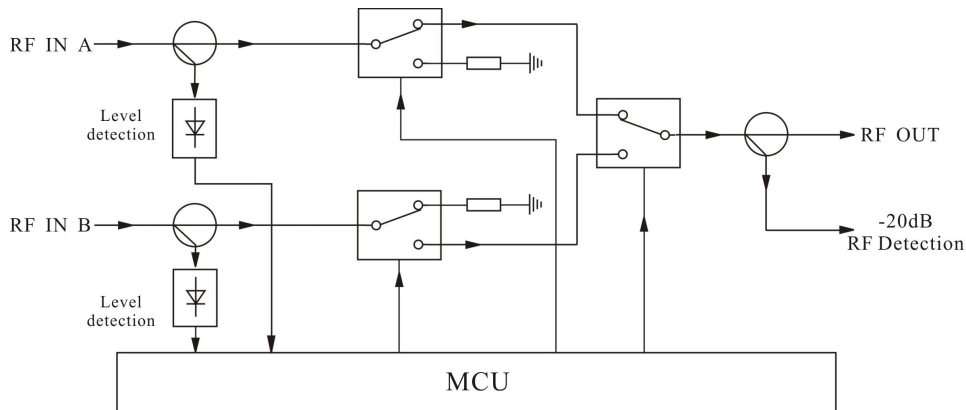 RF IN A
Level
detection
RF OUT
RF IN B
-20dB
RF Detection
Level
detection
MCU